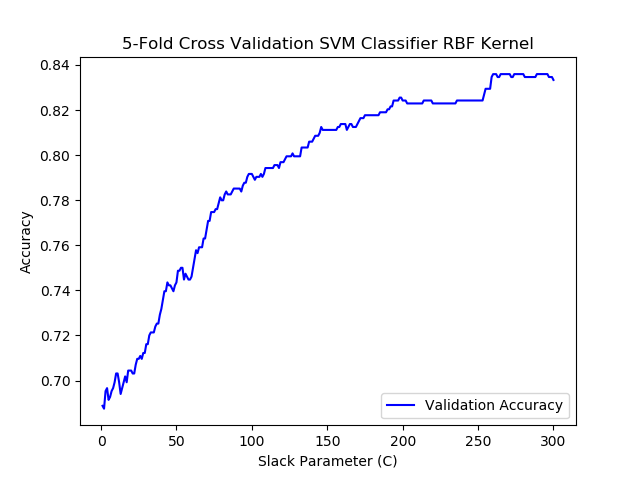 5-Fold Cross Validation SVM Classifier RBF Kernel
0.84
0.82
0.80
0.78
0.76
0.74
0.72
0.70
Accuracy
Validation Accuracy
0 50 100 150 200 250 300
Slack Parameter (C)